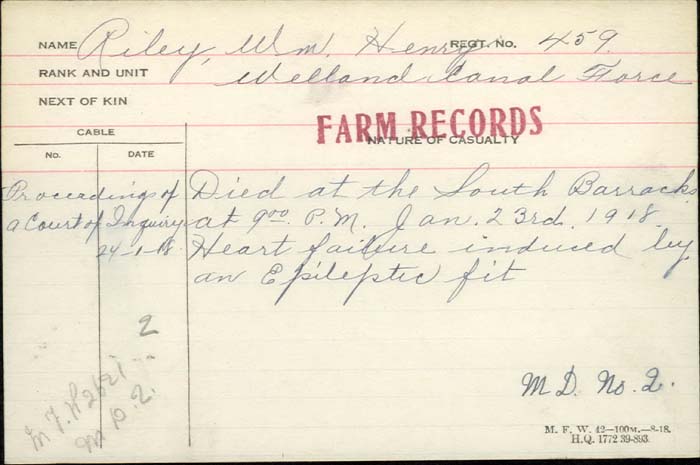 NAME Riley, Wm. Henry REGT. NO. 459.
RANK AND UNIT Welland Canal Force
NEXT OF KIN
FARM RECORDS
CABLE NATURE OF CASUALTY
No. DATE
Proceedings of Died at the South Barracks
a Court of Inquiry at 900 P.M. Jan. 23rd. 1918.
24-1-18 Heart failure induced by
an Epileptic fit
2
M.D. No. 2.
M. F. W. 42—100M.—8-18.
H.Q. 1772 39-893.